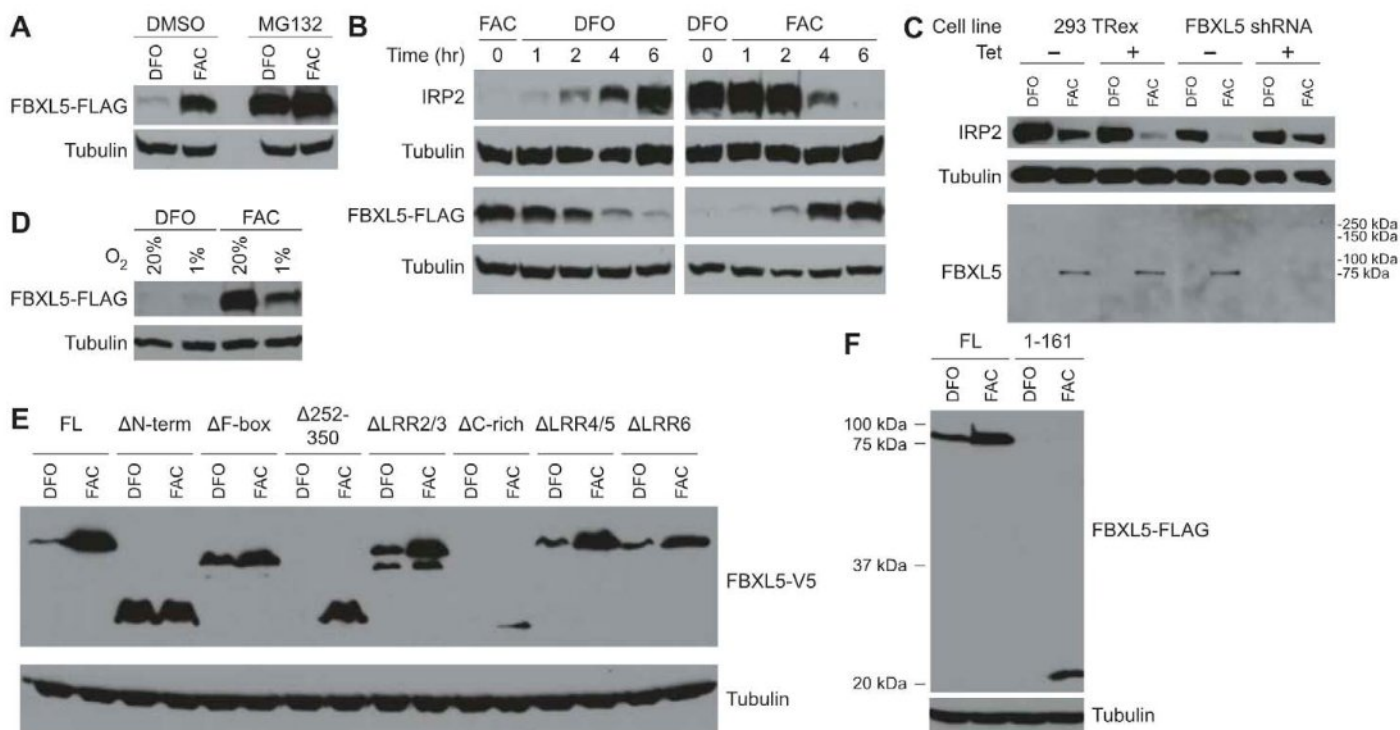 A
DMSO MG132
DFO FAC DFO FAC
FBXL5-FLAG
Tubulin
B
FAC DFO DFO FAC
Time (hr) 0 1 2 4 6 0 1 2 4 6
IRP2
Tubulin
FBXL5-FLAG
Tubulin
C
Cell line 293 TRex FBXL5 shRNA
Tet – + – +
DFO FAC DFO FAC DFO FAC DFO FAC
IRP2
Tubulin
FBXL5
-250 kDa
-150 kDa
-100 kDa
-75 kDa
D
DFO FAC
O2 20% 1% 20% 1%
FBXL5-FLAG
Tubulin
E
FL ΔN-term ΔF-box Δ252-350 ΔLRR2/3 ΔC-rich ΔLRR4/5 ΔLRR6
DFO FAC DFO FAC DFO FAC DFO FAC DFO FAC DFO FAC DFO FAC DFO FAC
FBXL5-V5
Tubulin
F
FL 1-161
DFO FAC DFO FAC
100 kDa –
75 kDa –
37 kDa –
20 kDa –
FBXL5-FLAG
Tubulin